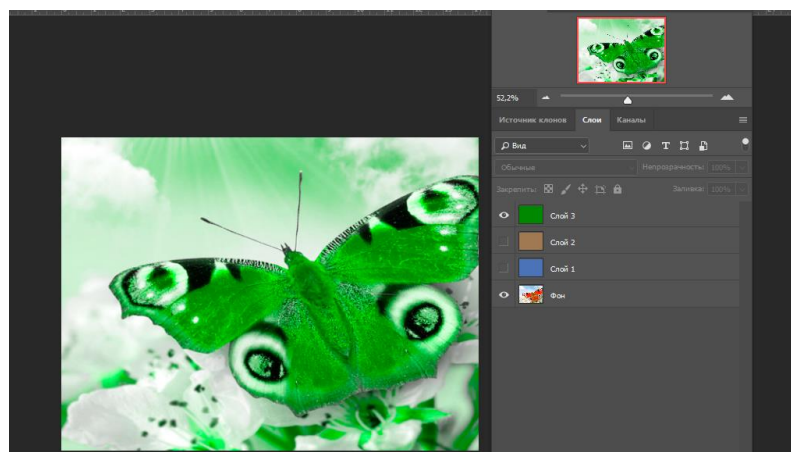 52,2%
Источник клонов Слои Каналы
Вид
Обычные Непрозрачность: 100%
Закрепить: Заливка: 100%
Слой 3
Слой 2
Слой 1
Фон